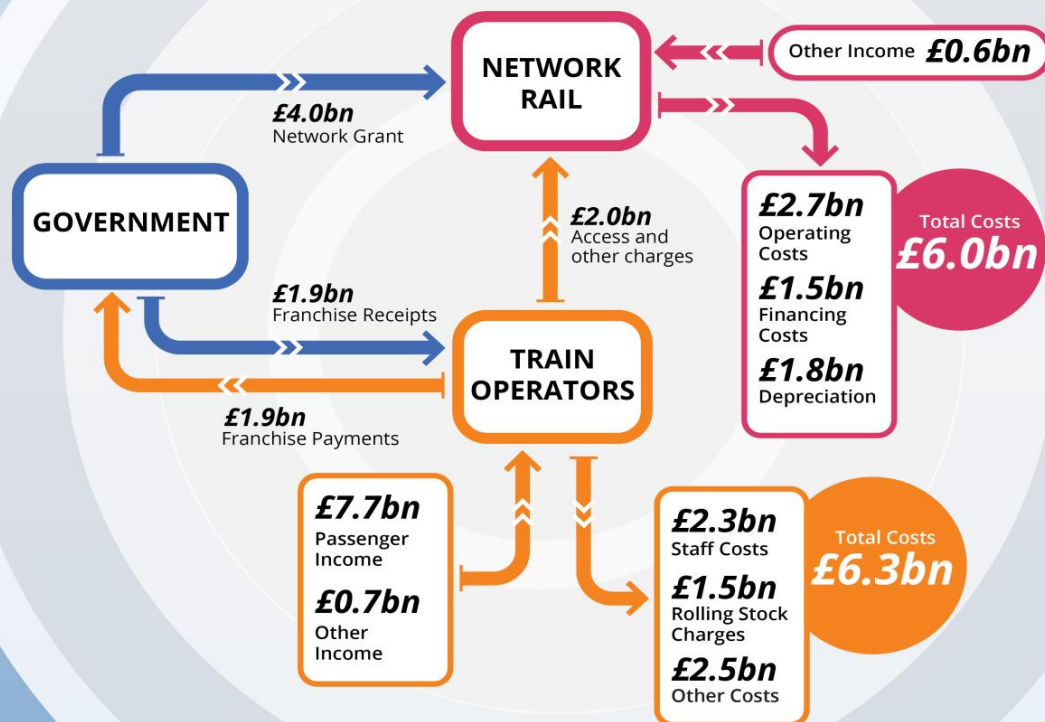 NETWORK
RAIL
Other Income £0.6bn
£4.0bn
Network Grant
GOVERNMENT
£2.0bn
Access and
other charges
£2.7bn
Operating
Costs
£1.5bn
Financing
Costs
£1.8bn
Depreciation
Total Costs
£6.0bn
£1.9bn
Franchise Receipts
TRAIN
OPERATORS
£1.9bn
Franchise Payments
£7.7bn
Passenger
Income
£0.7bn
Other
Income
£2.3bn
Staff Costs
£1.5bn
Rolling Stock
Charges
£2.5bn
Other Costs
Total Costs
£6.3bn